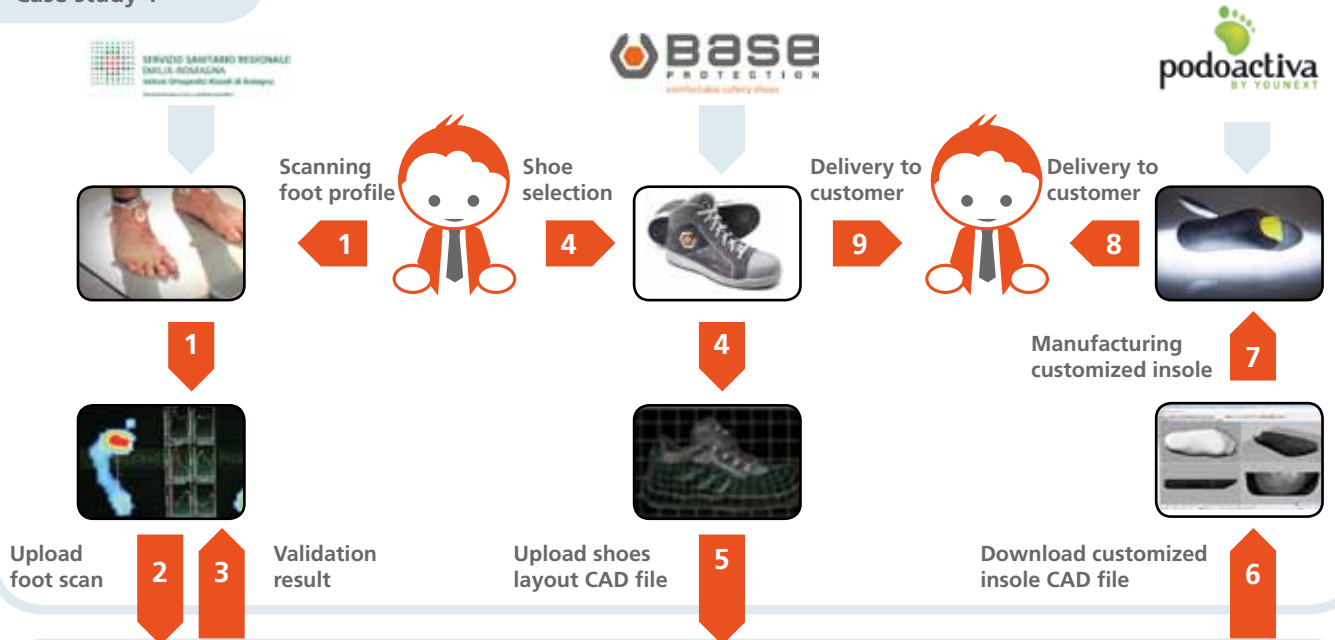 Case study 1
SERVIZIO SANITARIO REGIONALE
EMILIA-ROMAGNA
Istituti Ortopedici Rizzoli di Bologna
BASE
PROTECTION
comfortable safety shoes
podoactiva
BY YOUNEXT
Scanning
foot profile
Shoe
selection
Delivery to
customer
Delivery to
customer
1
4
9
8
1
4
Manufacturing
customized insole
7
Upload
foot scan
2
3
Validation
result
Upload shoes
layout CAD file
5
Download customized
insole CAD file
6